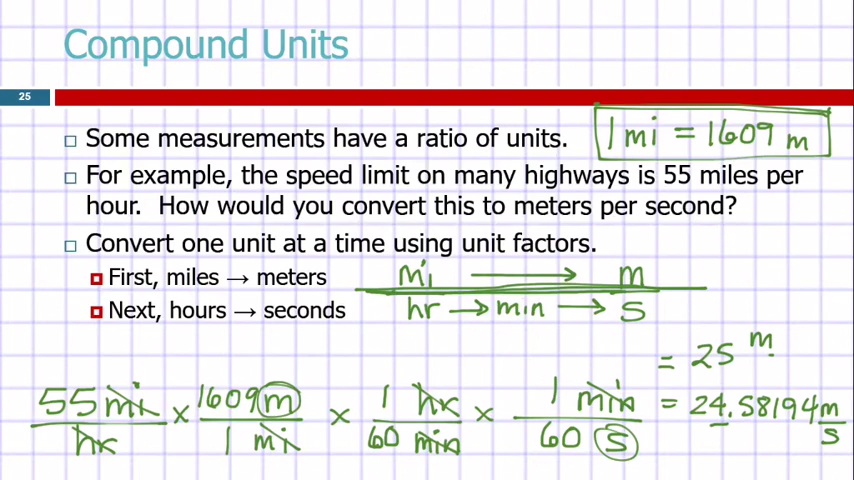 Compound Units
25
□ Some measurements have a ratio of units.
1 mi = 1609 m
□ For example, the speed limit on many highways is 55 miles per
hour. How would you convert this to meters per second?
□ Convert one unit at a time using unit factors.
First, miles → meters
mi → m
Next, hours → seconds
hr → min → s
= 25 m
55 mi / hr × 1609 m / 1 mi × 1 hr / 60 min × 1 min / 60 s = 24.58194 m / s